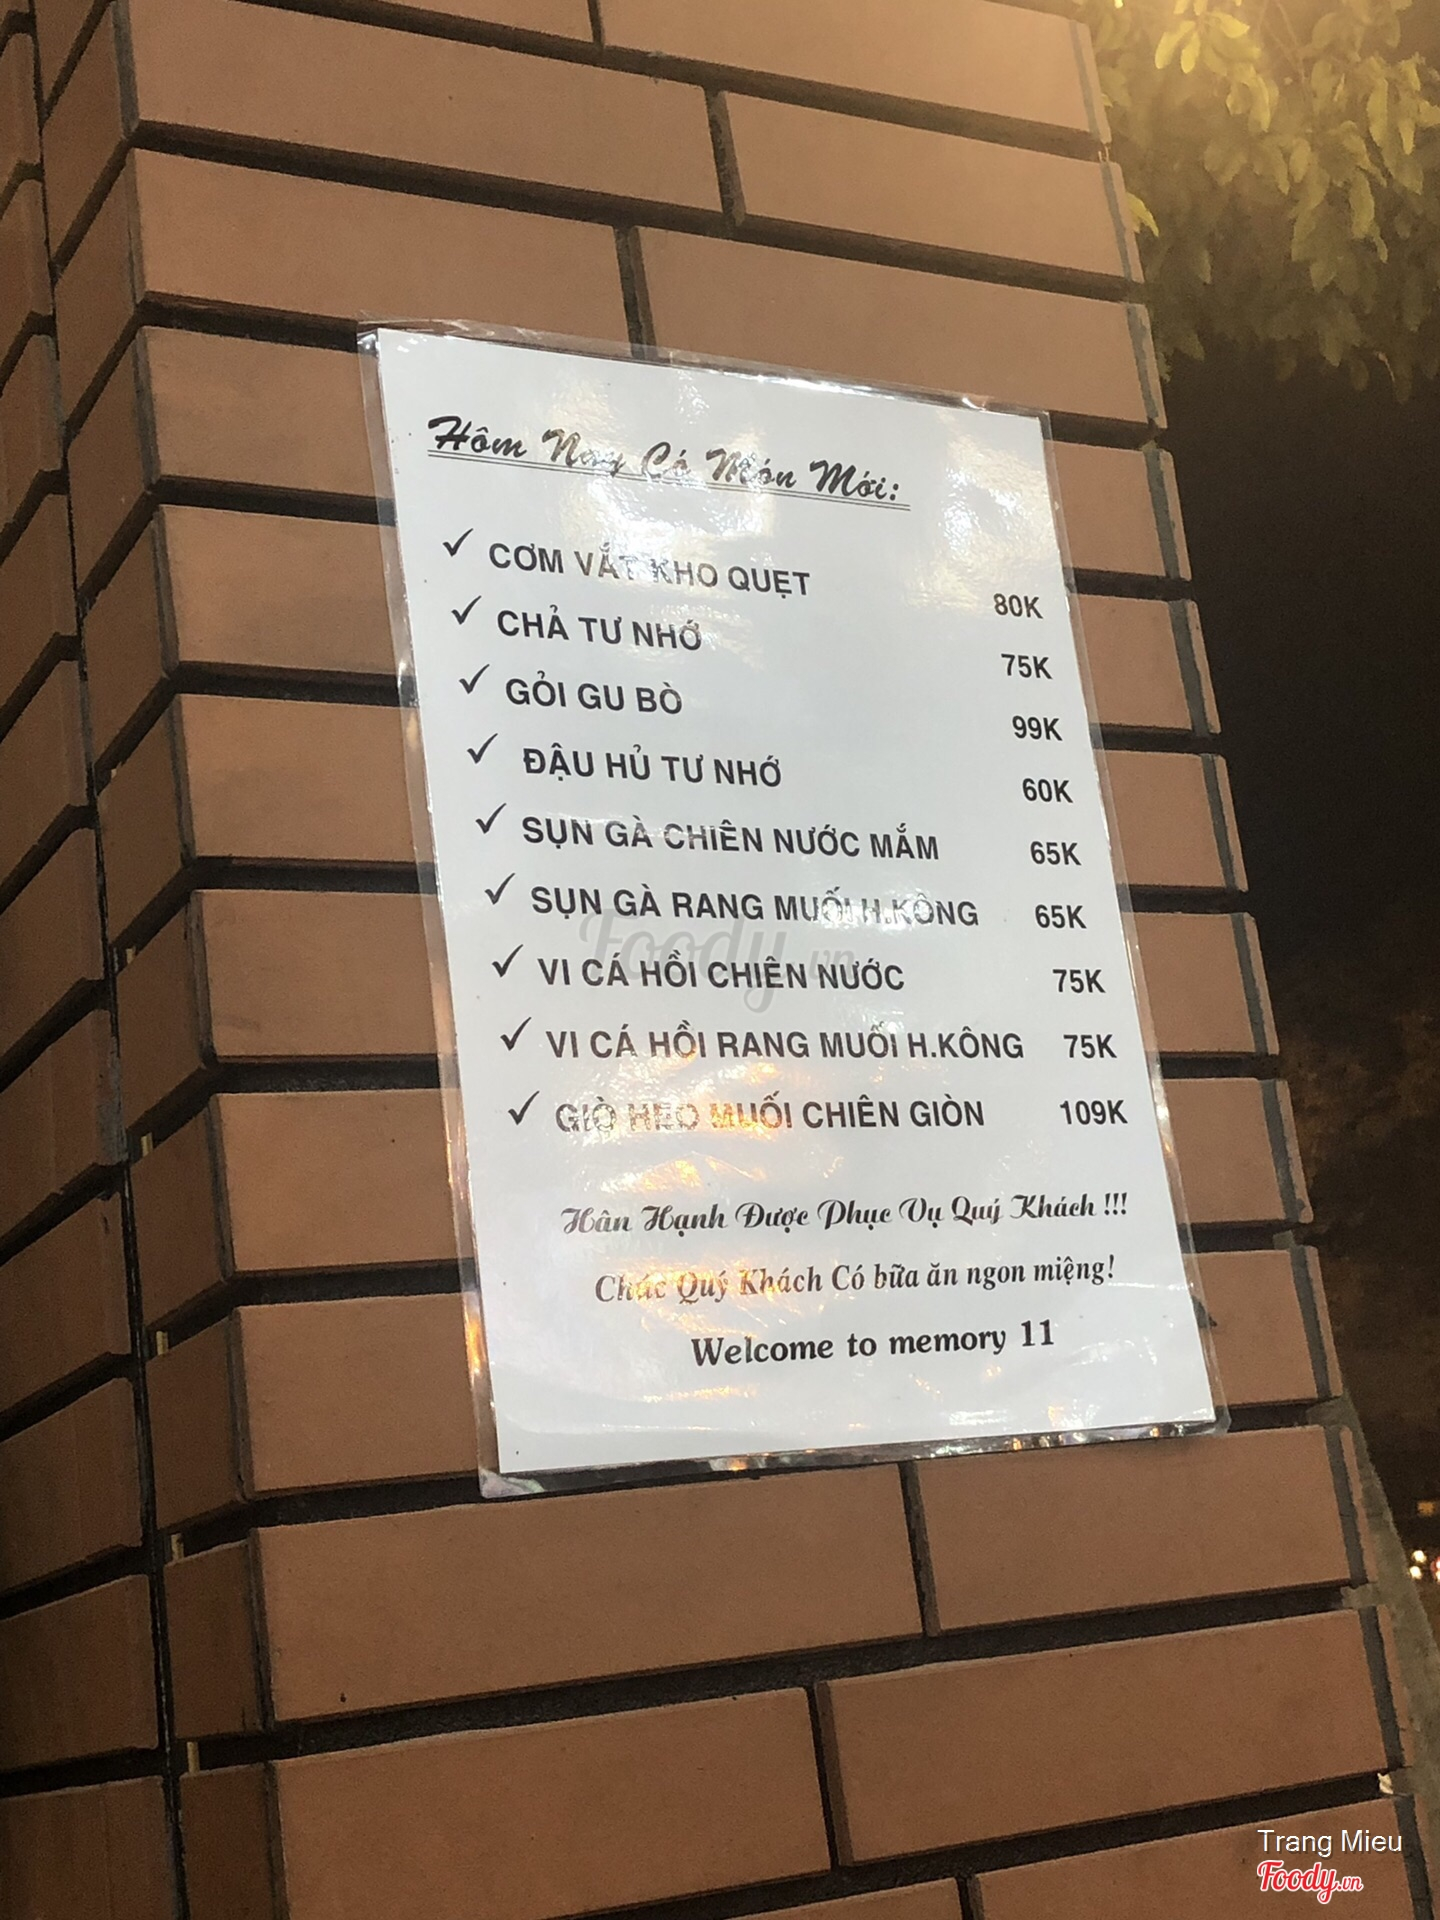 Hôm Nay Có Món Mới:
✓ CƠM VẮT KHO QUẸT 80K
✓ CHẢ TƯ NHỚ 75K
✓ GỎI GU BÒ 99K
✓ ĐẬU HỦ TƯ NHỚ 60K
✓ SỤN GÀ CHIÊN NƯỚC MẮM 65K
✓ SỤN GÀ RANG MUỐI H.KÔNG 65K
✓ VI CÁ HỒI CHIÊN NƯỚC 75K
✓ VI CÁ HỒI RANG MUỐI H.KÔNG 75K
✓ GIÒ HEO MUỐI CHIÊN GIÒN 109K
Hân Hạnh Được Phục Vụ Quý Khách !!!
Chúc Quý Khách Có bữa ăn ngon miệng!
Welcome to memory 11
Foody.vn
Trang Mieu
Foody.vn